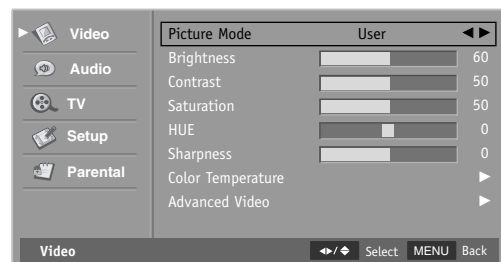 Video
Audio
TV
Setup
Parental
Picture Mode User
Brightness 60
Contrast 50
Saturation 50
HUE 0
Sharpness 0
Color Temperature
Advanced Video
Video Select MENU Back